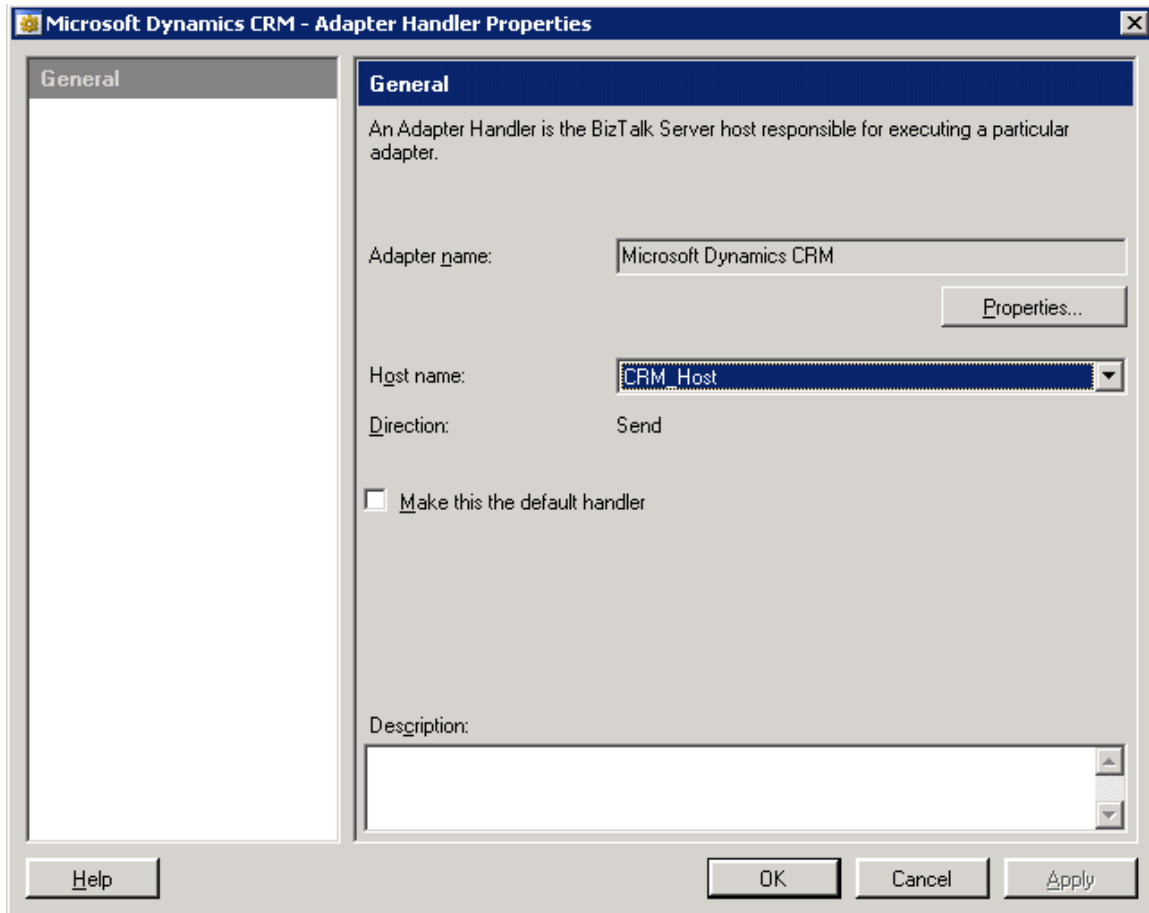 Microsoft Dynamics CRM - Adapter Handler Properties
General
General
An Adapter Handler is the BizTalk Server host responsible for executing a particular
adapter.
Adapter name:
Microsoft Dynamics CRM
Properties...
Host name:
CRM_Host
Direction:
Send
Make this the default handler
Description:
Help
OK
Cancel
Apply